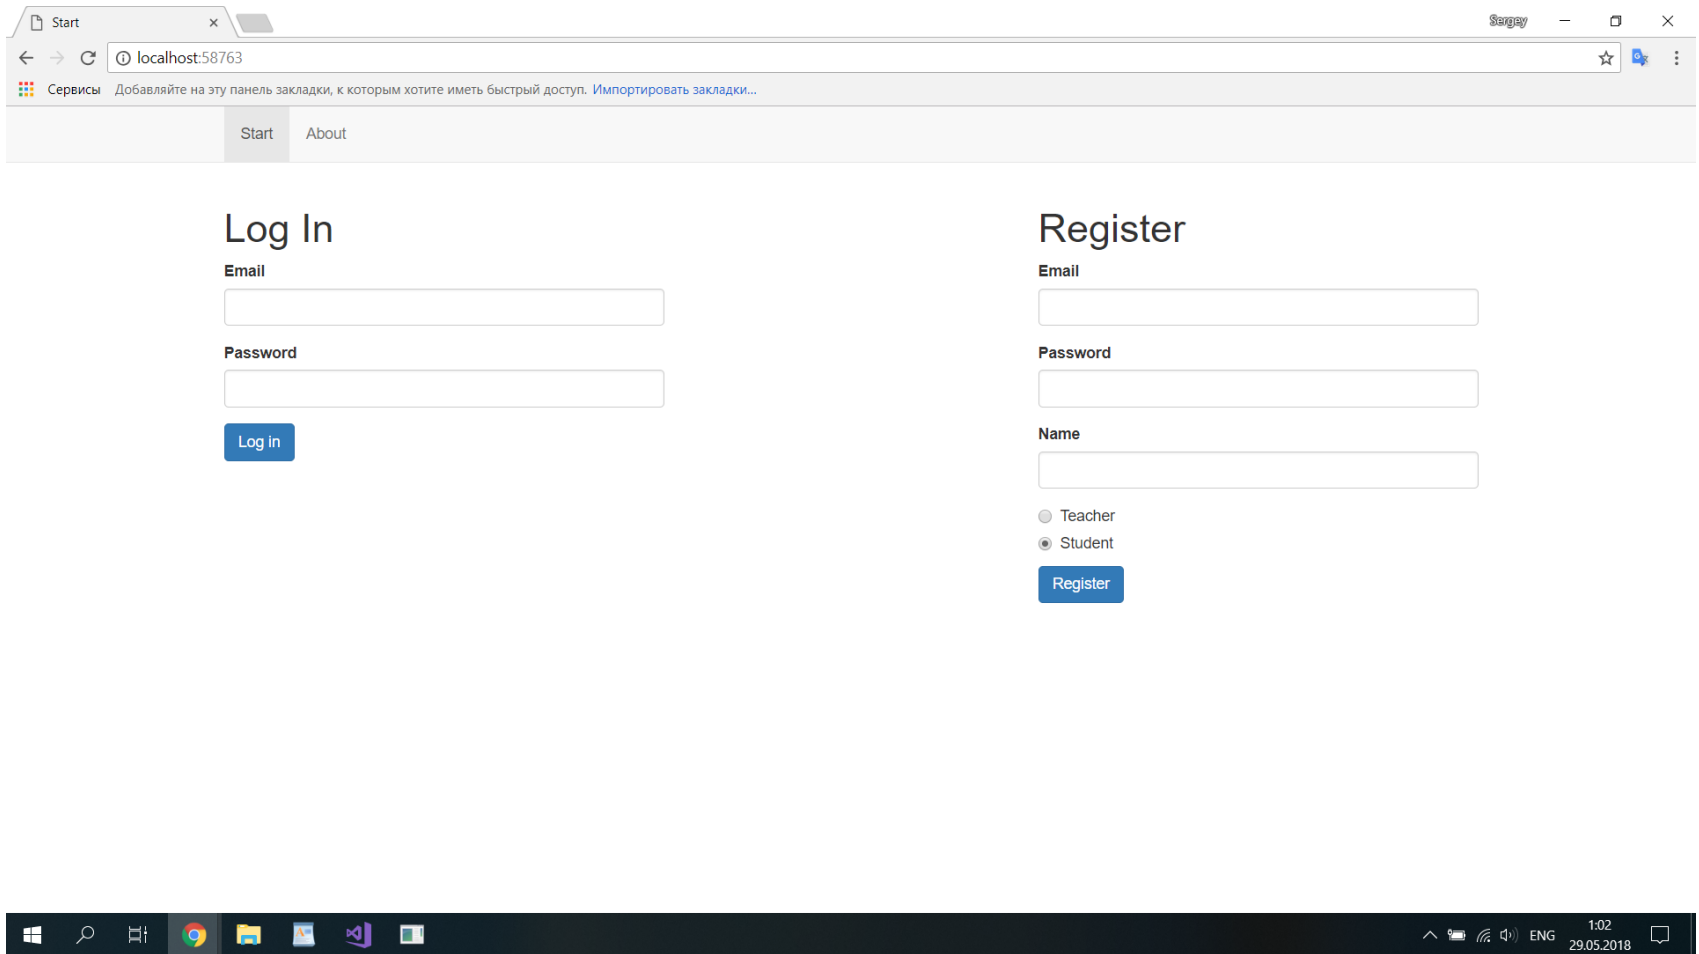 Start
Sergey
localhost:58763
Сервисы Добавляйте на эту панель закладки, к которым хотите иметь быстрый доступ. Импортировать закладки...
Start About
Log In
Email
Password
Log in
Register
Email
Password
Name
Teacher
Student
Register
ENG
1:02
29.05.2018